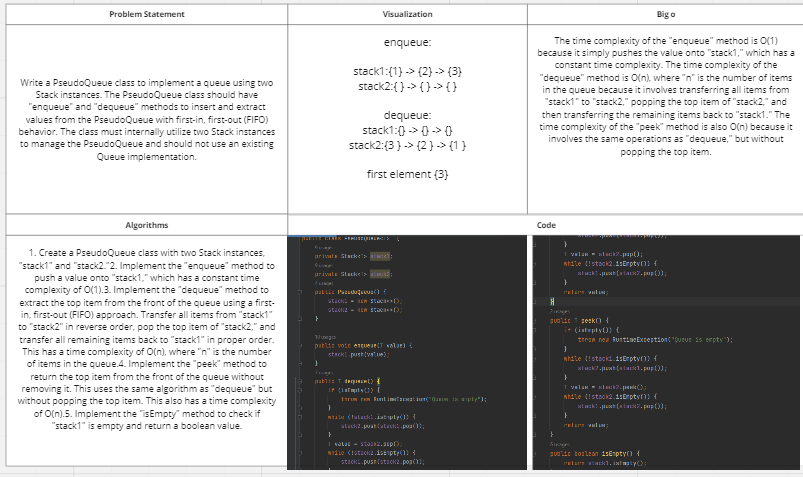 Problem Statement
Visualization
Big o
Write a PseudoQueue class to implement a queue using two
Stack instances. The PseudoQueue class should have
"enqueue" and "dequeue" methods to insert and extract
values from the PseudoQueue with first-in, first-out (FIFO)
behavior. The class must internally utilize two Stack instances
to manage the PseudoQueue and should not use an existing
Queue implementation.
enqueue:
stack1:{1} -> {2} -> {3}
stack2:{ } -> { } -> { }
dequeue:
stack1:{} -> {} -> {}
stack2:{3 } -> {2 } -> {1 }
first element {3}
The time complexity of the "enqueue" method is O(1)
because it simply pushes the value onto "stack1," which has a
constant time complexity. The time complexity of the
"dequeue" method is O(n), where "n" is the number of items
in the queue because it involves transferring all items from
"stack1" to "stack2," popping the top item of "stack2," and
then transferring the remaining items back to "stack1." The
time complexity of the "peek" method is also O(n) because it
involves the same operations as "dequeue," but without
popping the top item.
Algorithms
Code
1. Create a PseudoQueue class with two Stack instances,
"stack1" and "stack2."2. Implement the "enqueue" method to
push a value onto "stack1," which has a constant time
complexity of O(1).3. Implement the "dequeue" method to
extract the top item from the front of the queue using a first-
in, first-out (FIFO) approach. Transfer all items from "stack1"
to "stack2" in reverse order, pop the top item of "stack2," and
transfer all remaining items back to "stack1" in proper order.
This has a time complexity of O(n), where "n" is the number
of items in the queue.4. Implement the "peek" method to
return the top item from the front of the queue without
removing it. This uses the same algorithm as "dequeue" but
without popping the top item. This also has a time complexity
of O(n).5. Implement the "isEmpty" method to check if
"stack1" is empty and return a boolean value.
private Stack<T> stack1;
private Stack<T> stack2;
public PseudoQueue() {
stack1 = new Stack<>();
stack2 = new Stack<>();
}
public void enqueue(T value) {
stack1.push(value);
}
public T dequeue() {
if (isEmpty()) {
throw new RuntimeException("Queue is empty");
}
while (!stack1.isEmpty()) {
stack2.push(stack1.pop());
}
T value = stack2.pop();
while (!stack2.isEmpty()) {
stack1.push(stack2.pop());
}
T value = stack2.pop();
while (!stack2.isEmpty()) {
stack1.push(stack2.pop());
}
return value;
}
2 usages
public T peek() {
if (isEmpty()) {
throw new RuntimeException("Queue is empty");
}
while (!stack1.isEmpty()) {
stack2.push(stack1.pop());
}
T value = stack2.peek();
while (!stack2.isEmpty()) {
stack1.push(stack2.pop());
}
return value;
}
public boolean isEmpty() {
return stack1.isEmpty();